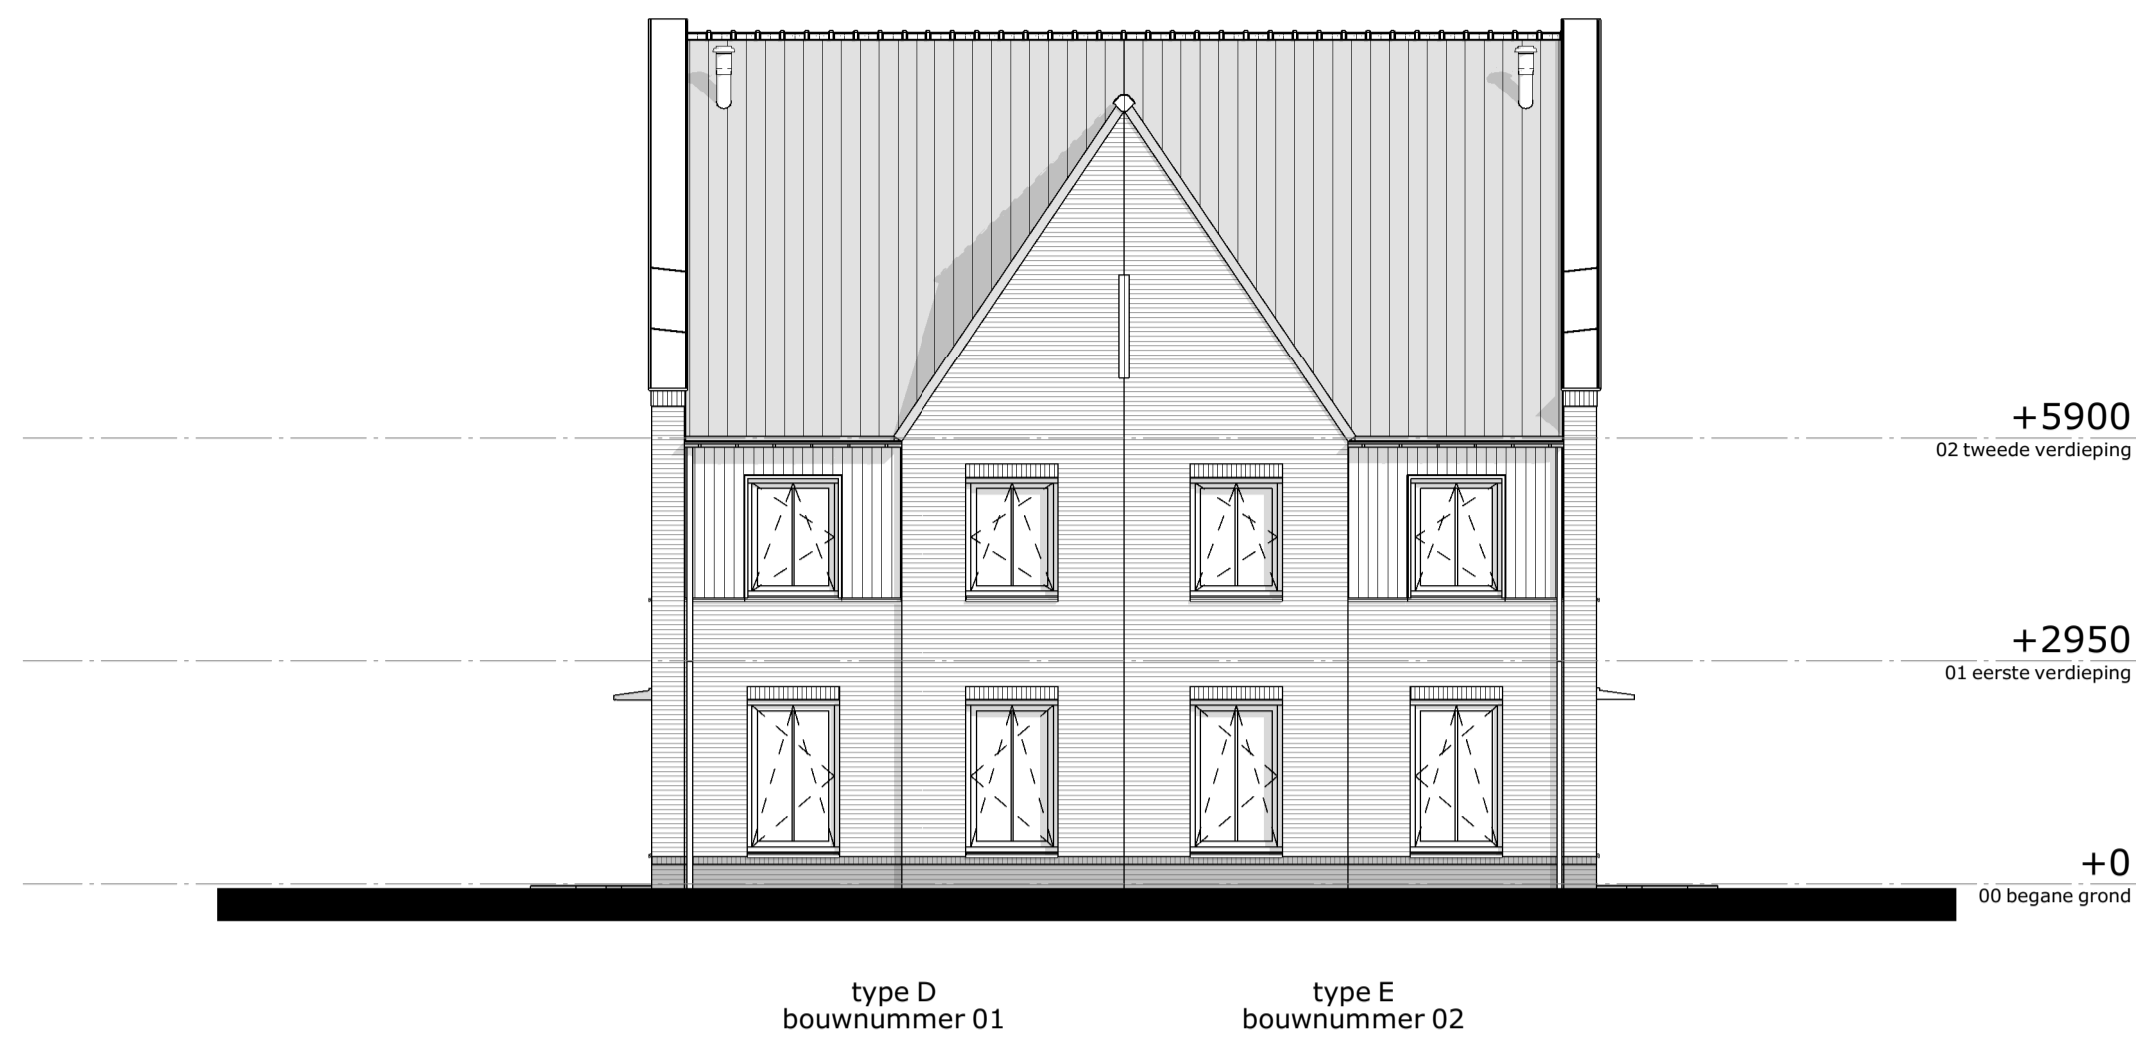 +5900
02 tweede verdieping
+2950
01 eerste verdieping
+0
00 begane grond
type D
bouwnummer 01
type E
bouwnummer 02